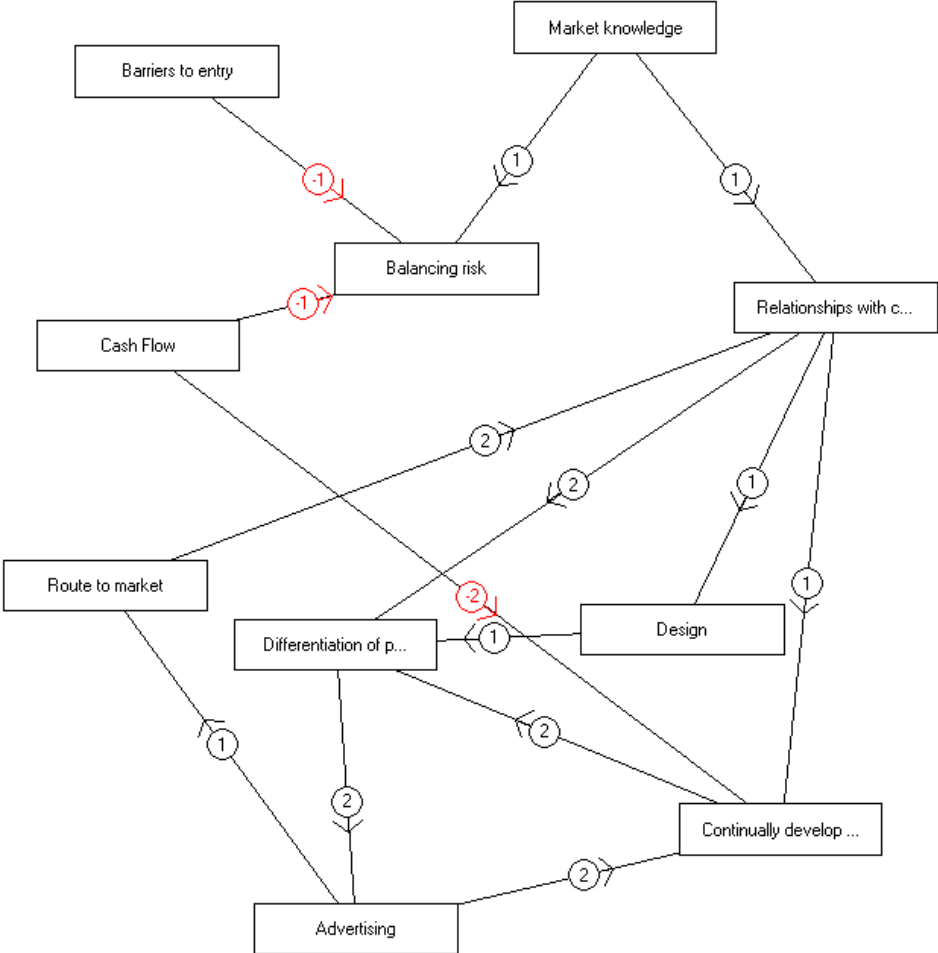 Market knowledge
Barriers to entry
1
-1
1
Balancing risk
-1
Relationships with c...
Cash Flow
2
2
1
Route to market
-2
1
Differentiation of p...
1
Design
2
1
2
Continually develop ...
2
Advertising